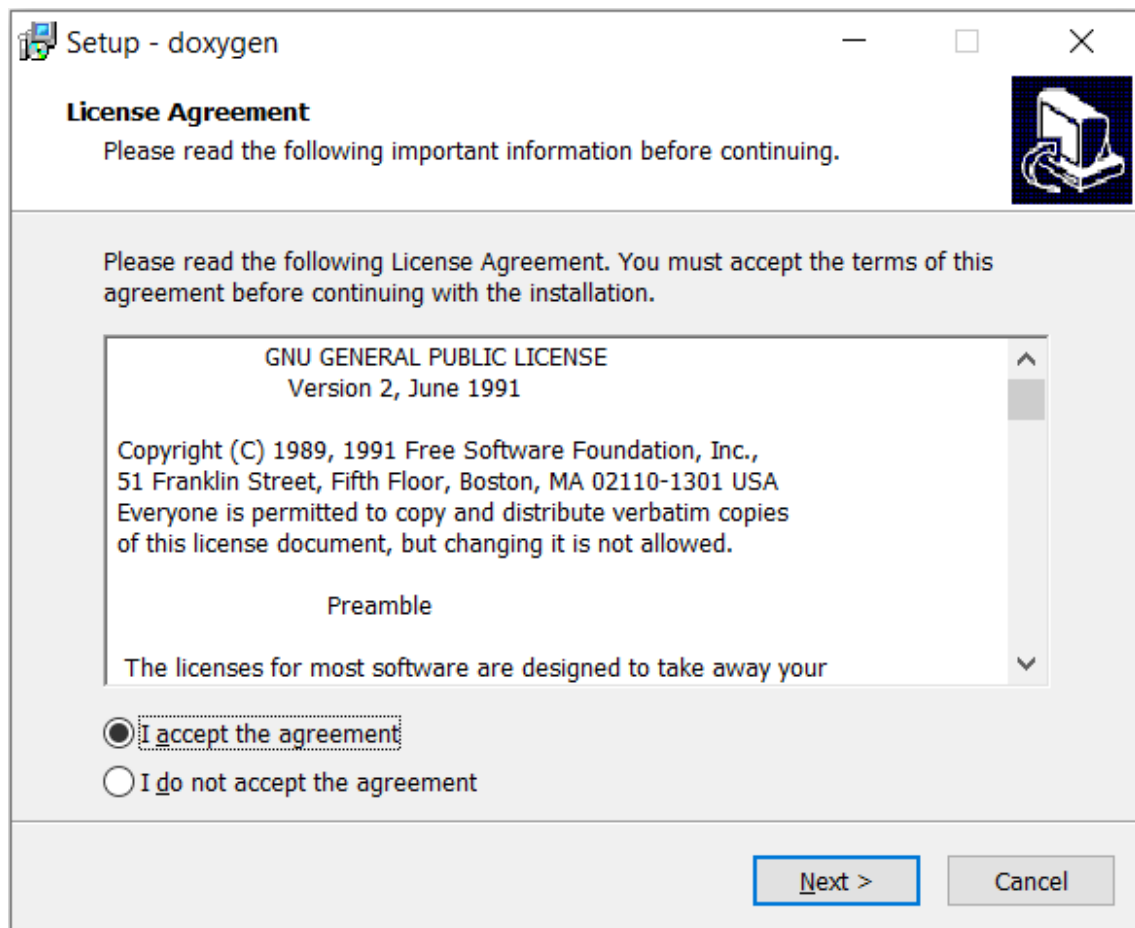 Setup - doxygen
License Agreement
Please read the following important information before continuing.
Please read the following License Agreement. You must accept the terms of this
agreement before continuing with the installation.
GNU GENERAL PUBLIC LICENSE
Version 2, June 1991
Copyright (C) 1989, 1991 Free Software Foundation, Inc.,
51 Franklin Street, Fifth Floor, Boston, MA 02110-1301 USA
Everyone is permitted to copy and distribute verbatim copies
of this license document, but changing it is not allowed.
Preamble
The licenses for most software are designed to take away your
I accept the agreement
I do not accept the agreement
Next >
Cancel